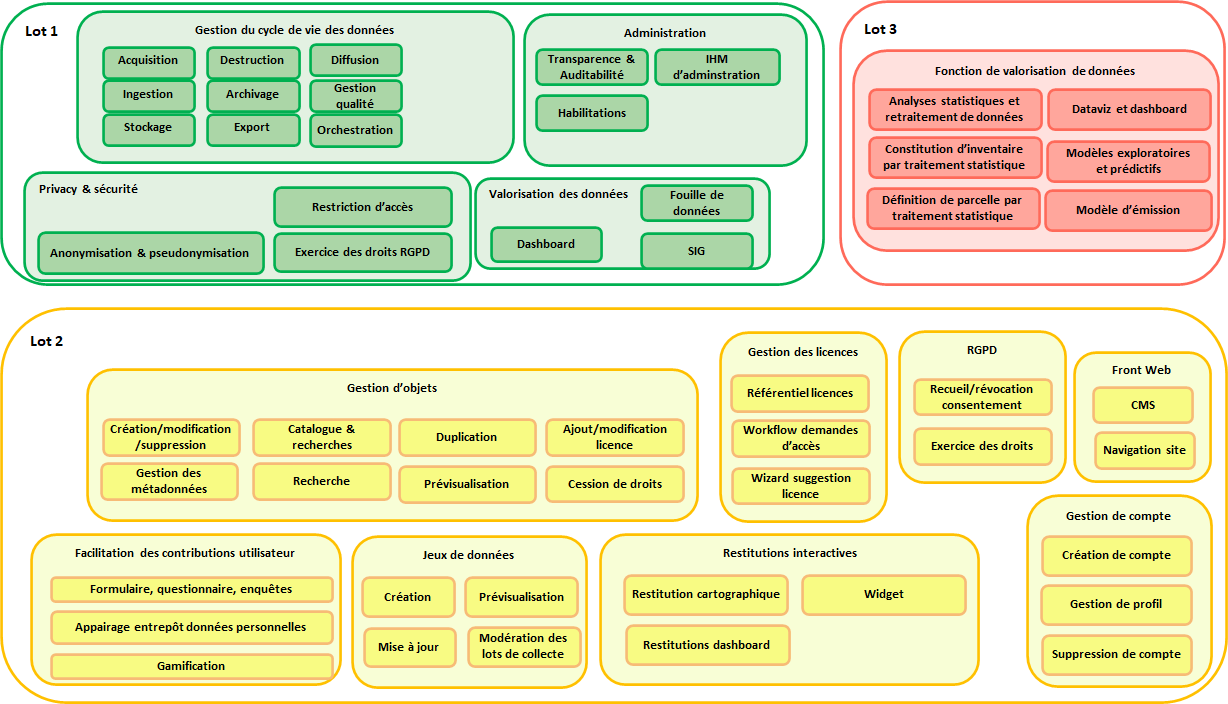 Lot 1
Gestion du cycle de vie des données
Acquisition
Destruction
Diffusion
Ingestion
Archivage
Gestion
qualité
Stockage
Export
Orchestration
Administration
Transparence &
Auditabilité
IHM
d'adminstration
Habilitations
Privacy & sécurité
Restriction d'accès
Anonymisation & pseudonymisation
Exercice des droits RGPD
Valorisation des données
Fouille de
données
Dashboard
SIG
Lot 3
Fonction de valorisation de données
Analyses statistiques et
retraitement de données
Dataviz et dashboard
Constitution d'inventaire
par traitement statistique
Modèles exploratoires
et prédictifs
Définition de parcelle par
traitement statistique
Modèle d'émission
Lot 2
Gestion d'objets
Création/modification
/suppression
Catalogue &
recherches
Duplication
Ajout/modification
licence
Gestion des
métadonnées
Recherche
Prévisualisation
Cession de droits
Gestion des licences
Référentiel licences
Workflow demandes
d'accès
Wizard suggestion
licence
RGPD
Recueil/révocation
consentement
Exercice des droits
Front Web
CMS
Navigation site
Facilitation des contributions utilisateur
Formulaire, questionnaire, enquêtes
Appairage entrepôt données personnelles
Gamification
Jeux de données
Création
Prévisualisation
Mise à jour
Modération des
lots de collecte
Restitutions interactives
Restitution cartographique
Widget
Restitutions dashboard
Gestion de compte
Création de compte
Gestion de profil
Suppression de compte